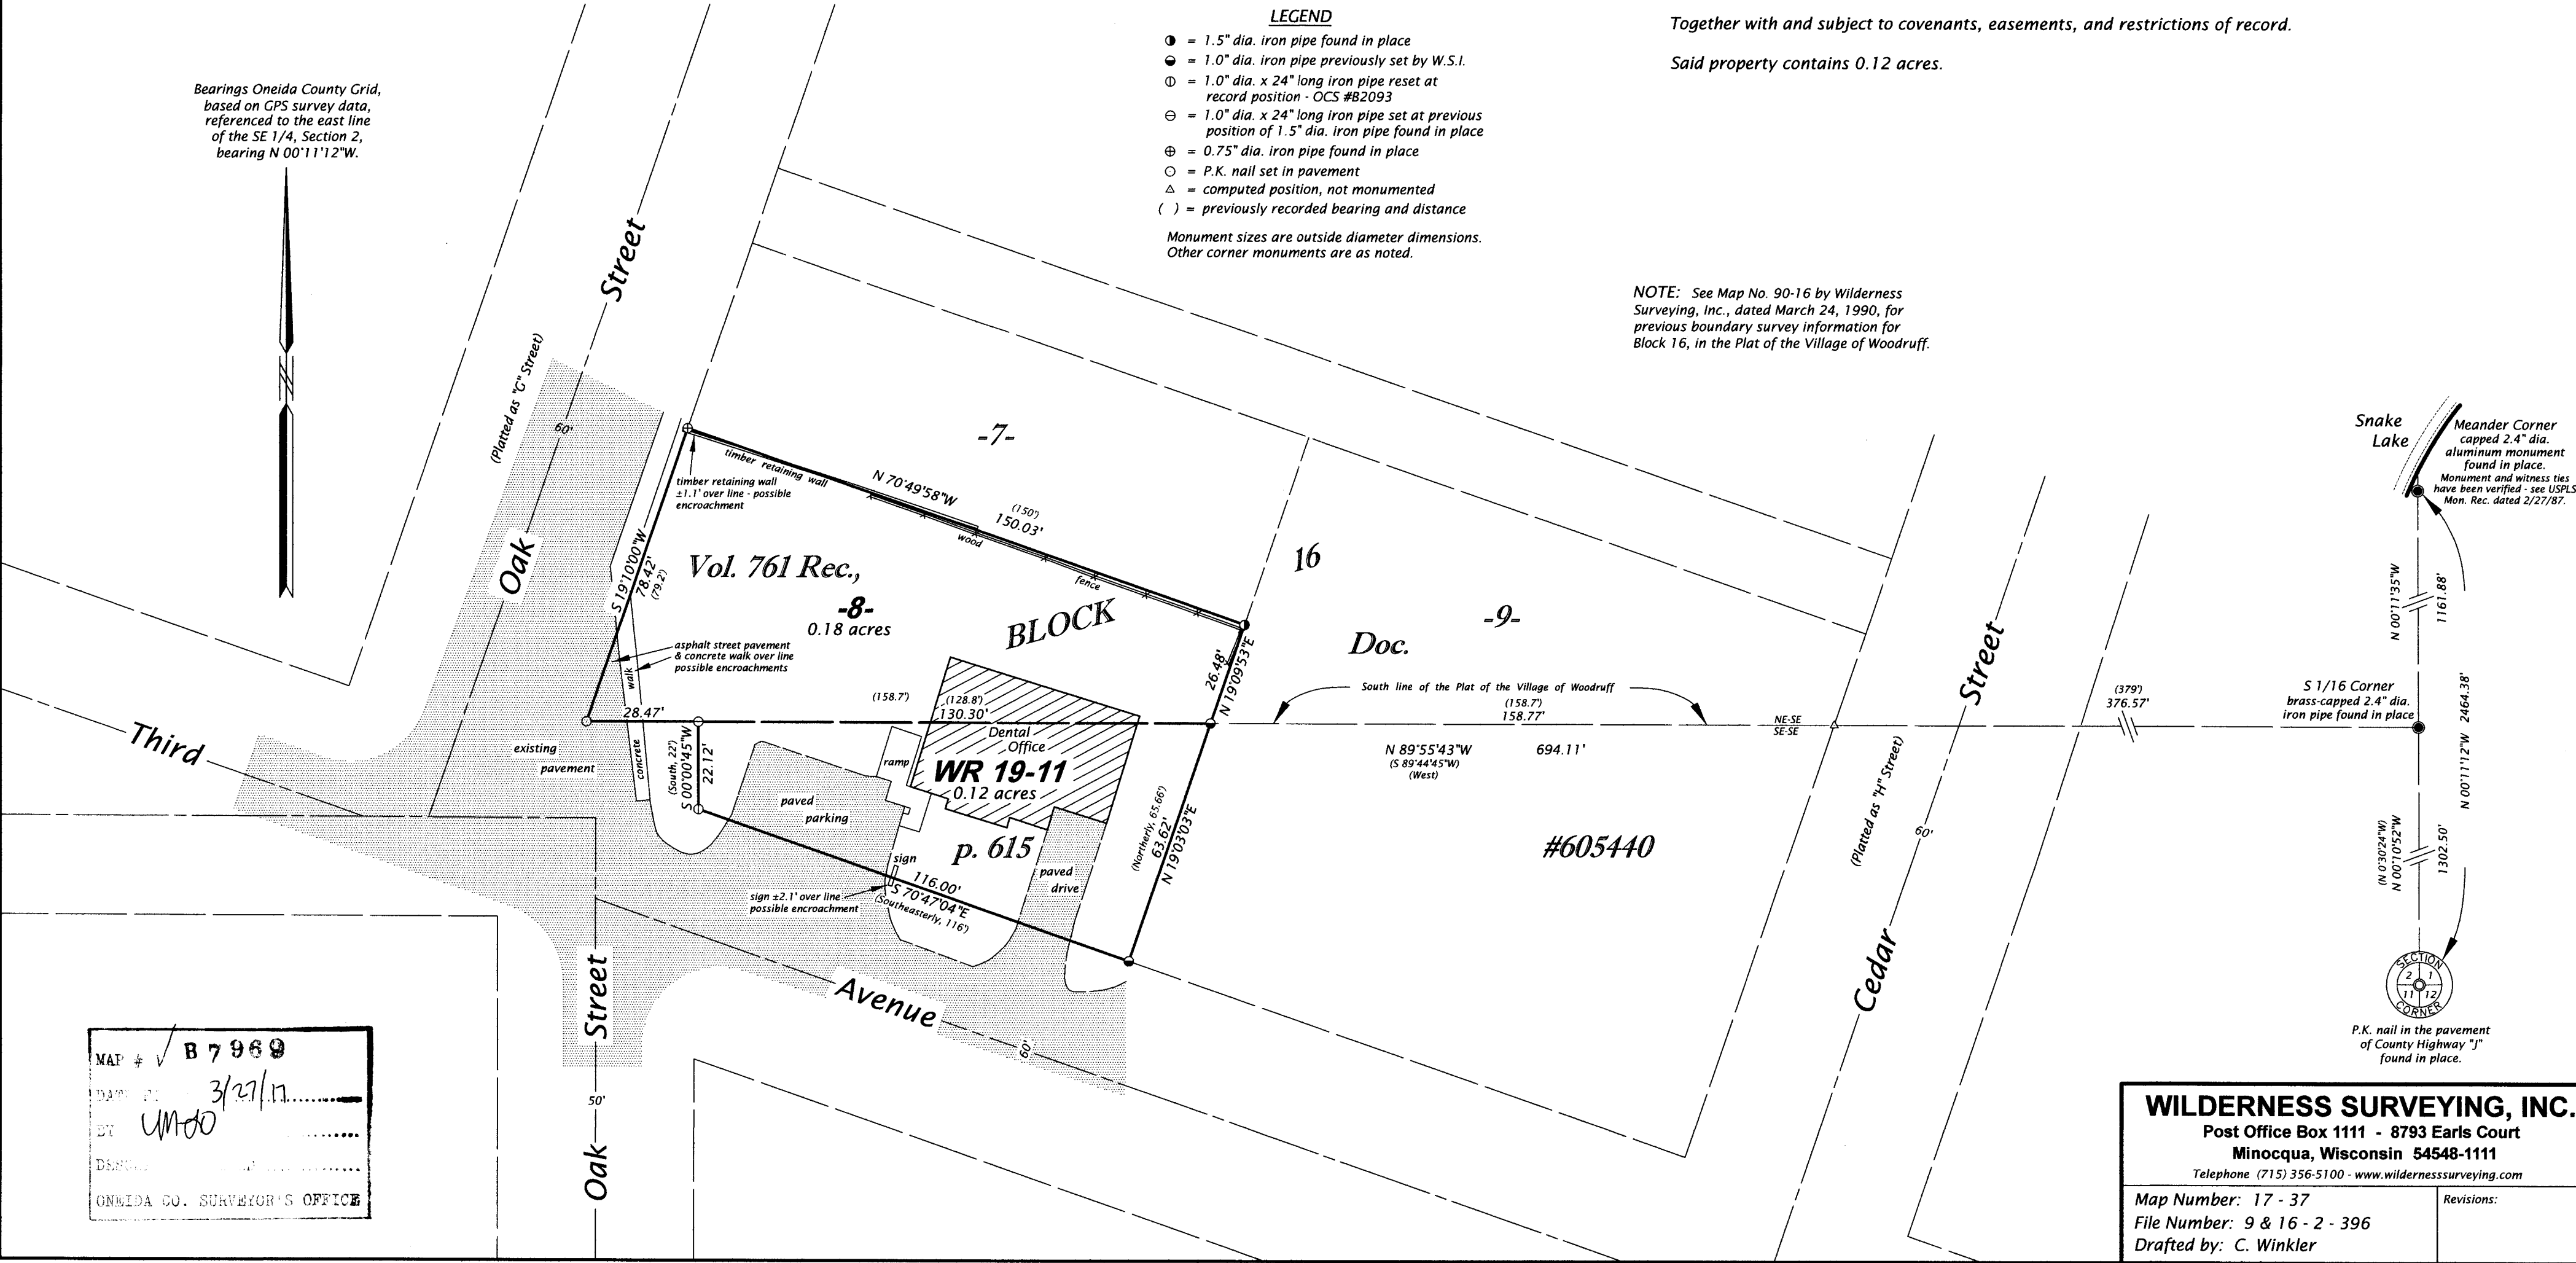 LEGEND
= 1.5" dia. iron pipe found in place
= 1.0" dia. iron pipe previously set by W.S.I.
= 1.0" dia. x 24" long iron pipe reset at
record position - OCS #B2093
= 1.0" dia. x 24" long iron pipe set at previous
position of 1.5" dia. iron pipe found in place
= 0.75" dia. iron pipe found in place
= P.K. nail set in pavement
= computed position, not monumented
( ) = previously recorded bearing and distance
Monument sizes are outside diameter dimensions.
Other corner monuments are as noted.
Together with and subject to covenants, easements, and restrictions of record.
Said property contains 0.12 acres.
Bearings Oneida County Grid,
based on GPS survey data,
referenced to the east line
of the SE 1/4, Section 2,
bearing N 00°11'12"W.
NOTE: See Map No. 90-16 by Wilderness
Surveying, Inc., dated March 24, 1990, for
previous boundary survey information for
Block 16, in the Plat of the Village of Woodruff.
Oak Street
(Platted as "G" Street)
60'
timber retaining wall
timber retaining wall
±1.1' over line - possible
encroachment
N 70°49'58"W
(150')
150.03'
wood fence
-7-
S 19°10'00"W
78.42'
(79.2')
Vol. 761 Rec.,
-8-
0.18 acres
BLOCK
16
-9-
Doc.
asphalt street pavement
& concrete walk over line
possible encroachments
concrete walk
26.48'
N 19°09'53"E
28.47'
(158.7')
(128.8')
130.30'
South line of the Plat of the Village of Woodruff
(158.7')
158.77'
NE-SE
SE-SE
N 89°55'43"W 694.11'
(S 89°44'45"W)
(West)
(379')
376.57'
Third Avenue
60'
existing
pavement
(South, 22')
S 00°00'45"W
22.12'
paved
parking
ramp
Dental
Office
WR 19-11
0.12 acres
p. 615
sign
sign ±2.1' over line
possible encroachment
116.00'
S 70°47'04"E
(Southeasterly, 116')
paved
drive
(Northerly, 65.66')
63.62'
N 19°03'03"E
#605440
Cedar Street
(Platted as "H" Street)
60'
Oak Street
50'
Snake
Lake
Meander Corner
capped 2.4" dia.
aluminum monument
found in place.
Monument and witness ties
have been verified - see USPLS
Mon. Rec. dated 2/27/87.
N 00°11'35"W
1161.88'
S 1/16 Corner
brass-capped 2.4" dia.
iron pipe found in place
N 00°11'12"W 2464.38'
(N 0°30'24"W)
N 00°10'52"W
1302.50'
SECTION
2 1
11 12
CORNER
P.K. nail in the pavement
of County Highway "J"
found in place.
MAP # B7969
3/27/17
ONEIDA CO. SURVEYOR'S OFFICE
WILDERNESS SURVEYING, INC.
Post Office Box 1111 - 8793 Earls Court
Minocqua, Wisconsin 54548-1111
Telephone (715) 356-5100 - www.wildernesssurveying.com
Map Number: 17 - 37
File Number: 9 & 16 - 2 - 396
Drafted by: C. Winkler
Revisions: